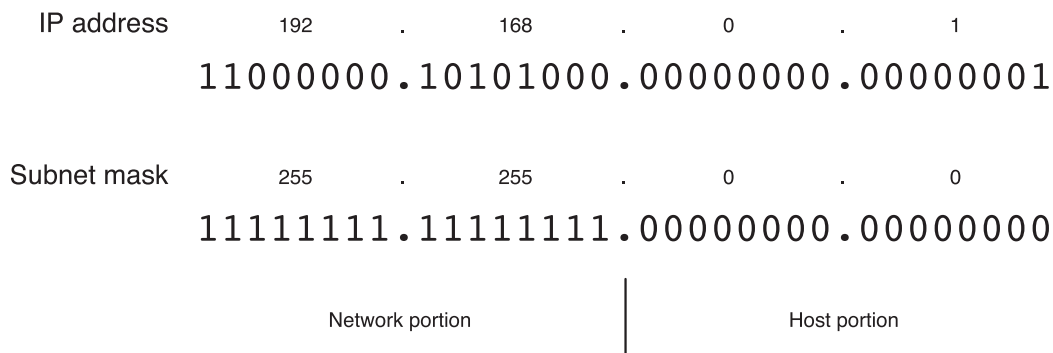 IP address 192 . 168 . 0 . 1
11000000.10101000.00000000.00000001
Subnet mask 255 . 255 . 0 . 0
11111111.11111111.00000000.00000000
Network portion Host portion